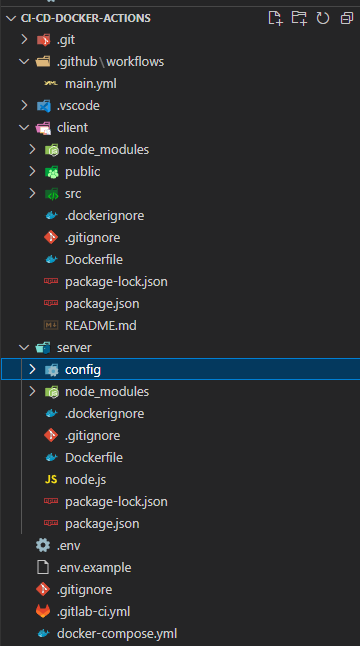 CI-CD-DOCKER-ACTIONS
.git
.github\workflows
main.yml
.vscode
client
node_modules
public
src
.dockerignore
.gitignore
Dockerfile
package-lock.json
package.json
README.md
server
config
node_modules
.dockerignore
.gitignore
Dockerfile
JS node.js
package-lock.json
package.json
.env
.env.example
.gitignore
.gitlab-ci.yml
docker-compose.yml